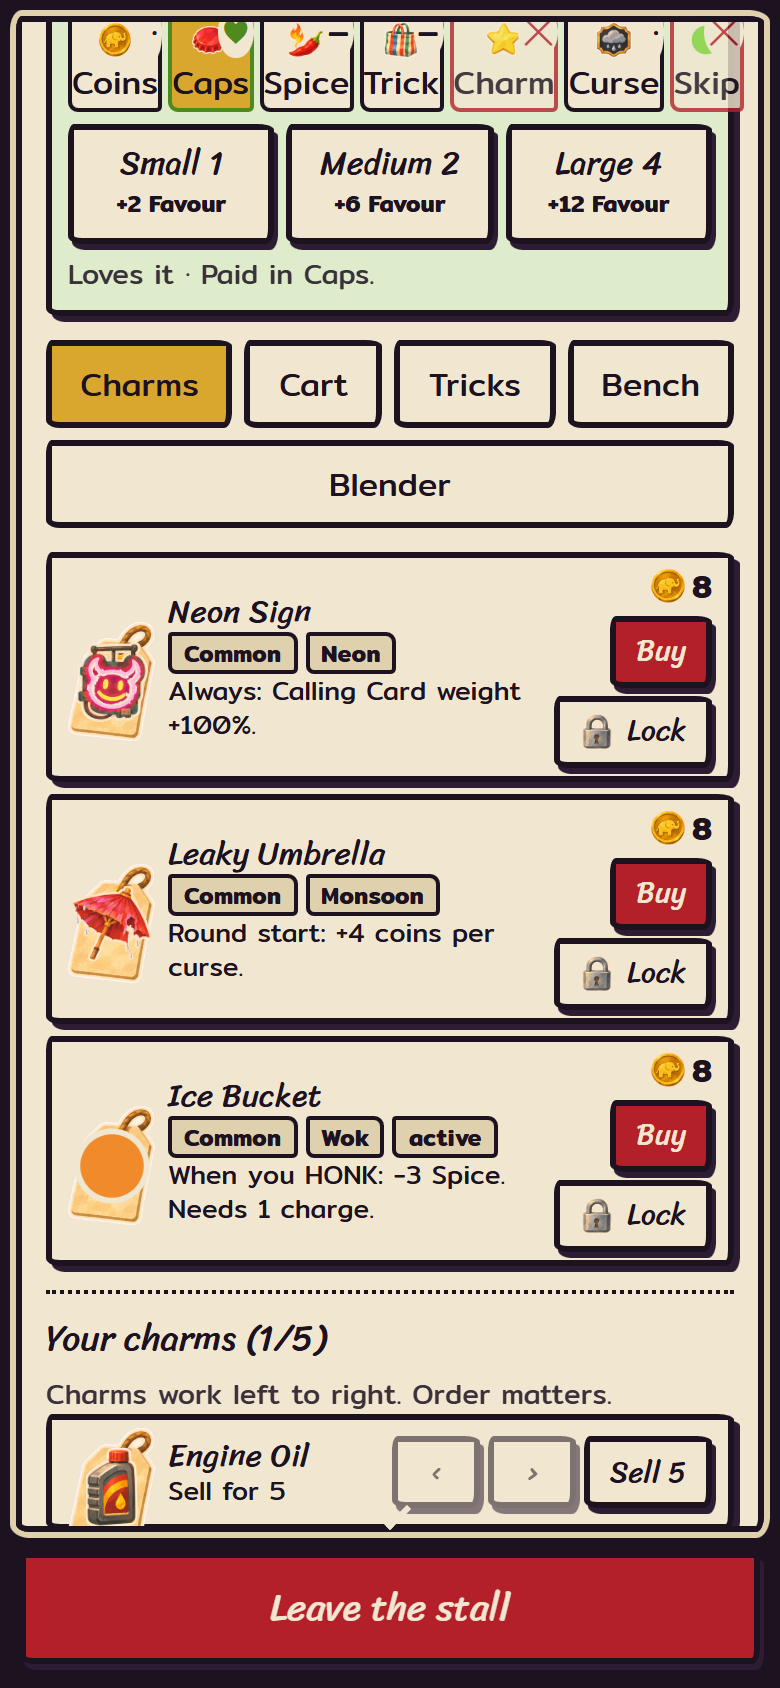 Coins Caps Spice Trick Charm Curse Skip
Small 1 Medium 2 Large 4
+2 Favour +6 Favour +12 Favour
Loves it · Paid in Caps.
Charms Cart Tricks Bench
Blender
8
Neon Sign
Common Neon
Buy
Always: Calling Card weight
+100%.
Lock
8
Leaky Umbrella
Common Monsoon
Buy
Round start: +4 coins per
curse.
Lock
8
Ice Bucket
Common Wok active
Buy
When you HONK: -3 Spice.
Needs 1 charge.
Lock
Your charms (1/5)
Charms work left to right. Order matters.
Engine Oil
Sell for 5
‹ › Sell 5
Leave the stall